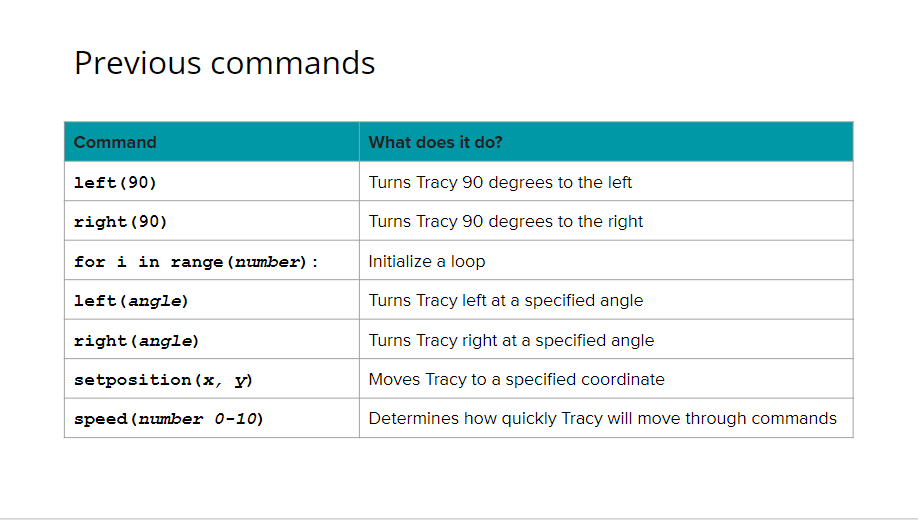 Previous commands
Command What does it do?
left(90) Turns Tracy 90 degrees to the left
right(90) Turns Tracy 90 degrees to the right
for i in range(number): Initialize a loop
left(angle) Turns Tracy left at a specified angle
right(angle) Turns Tracy right at a specified angle
setposition(x, y) Moves Tracy to a specified coordinate
speed(number 0-10) Determines how quickly Tracy will move through commands